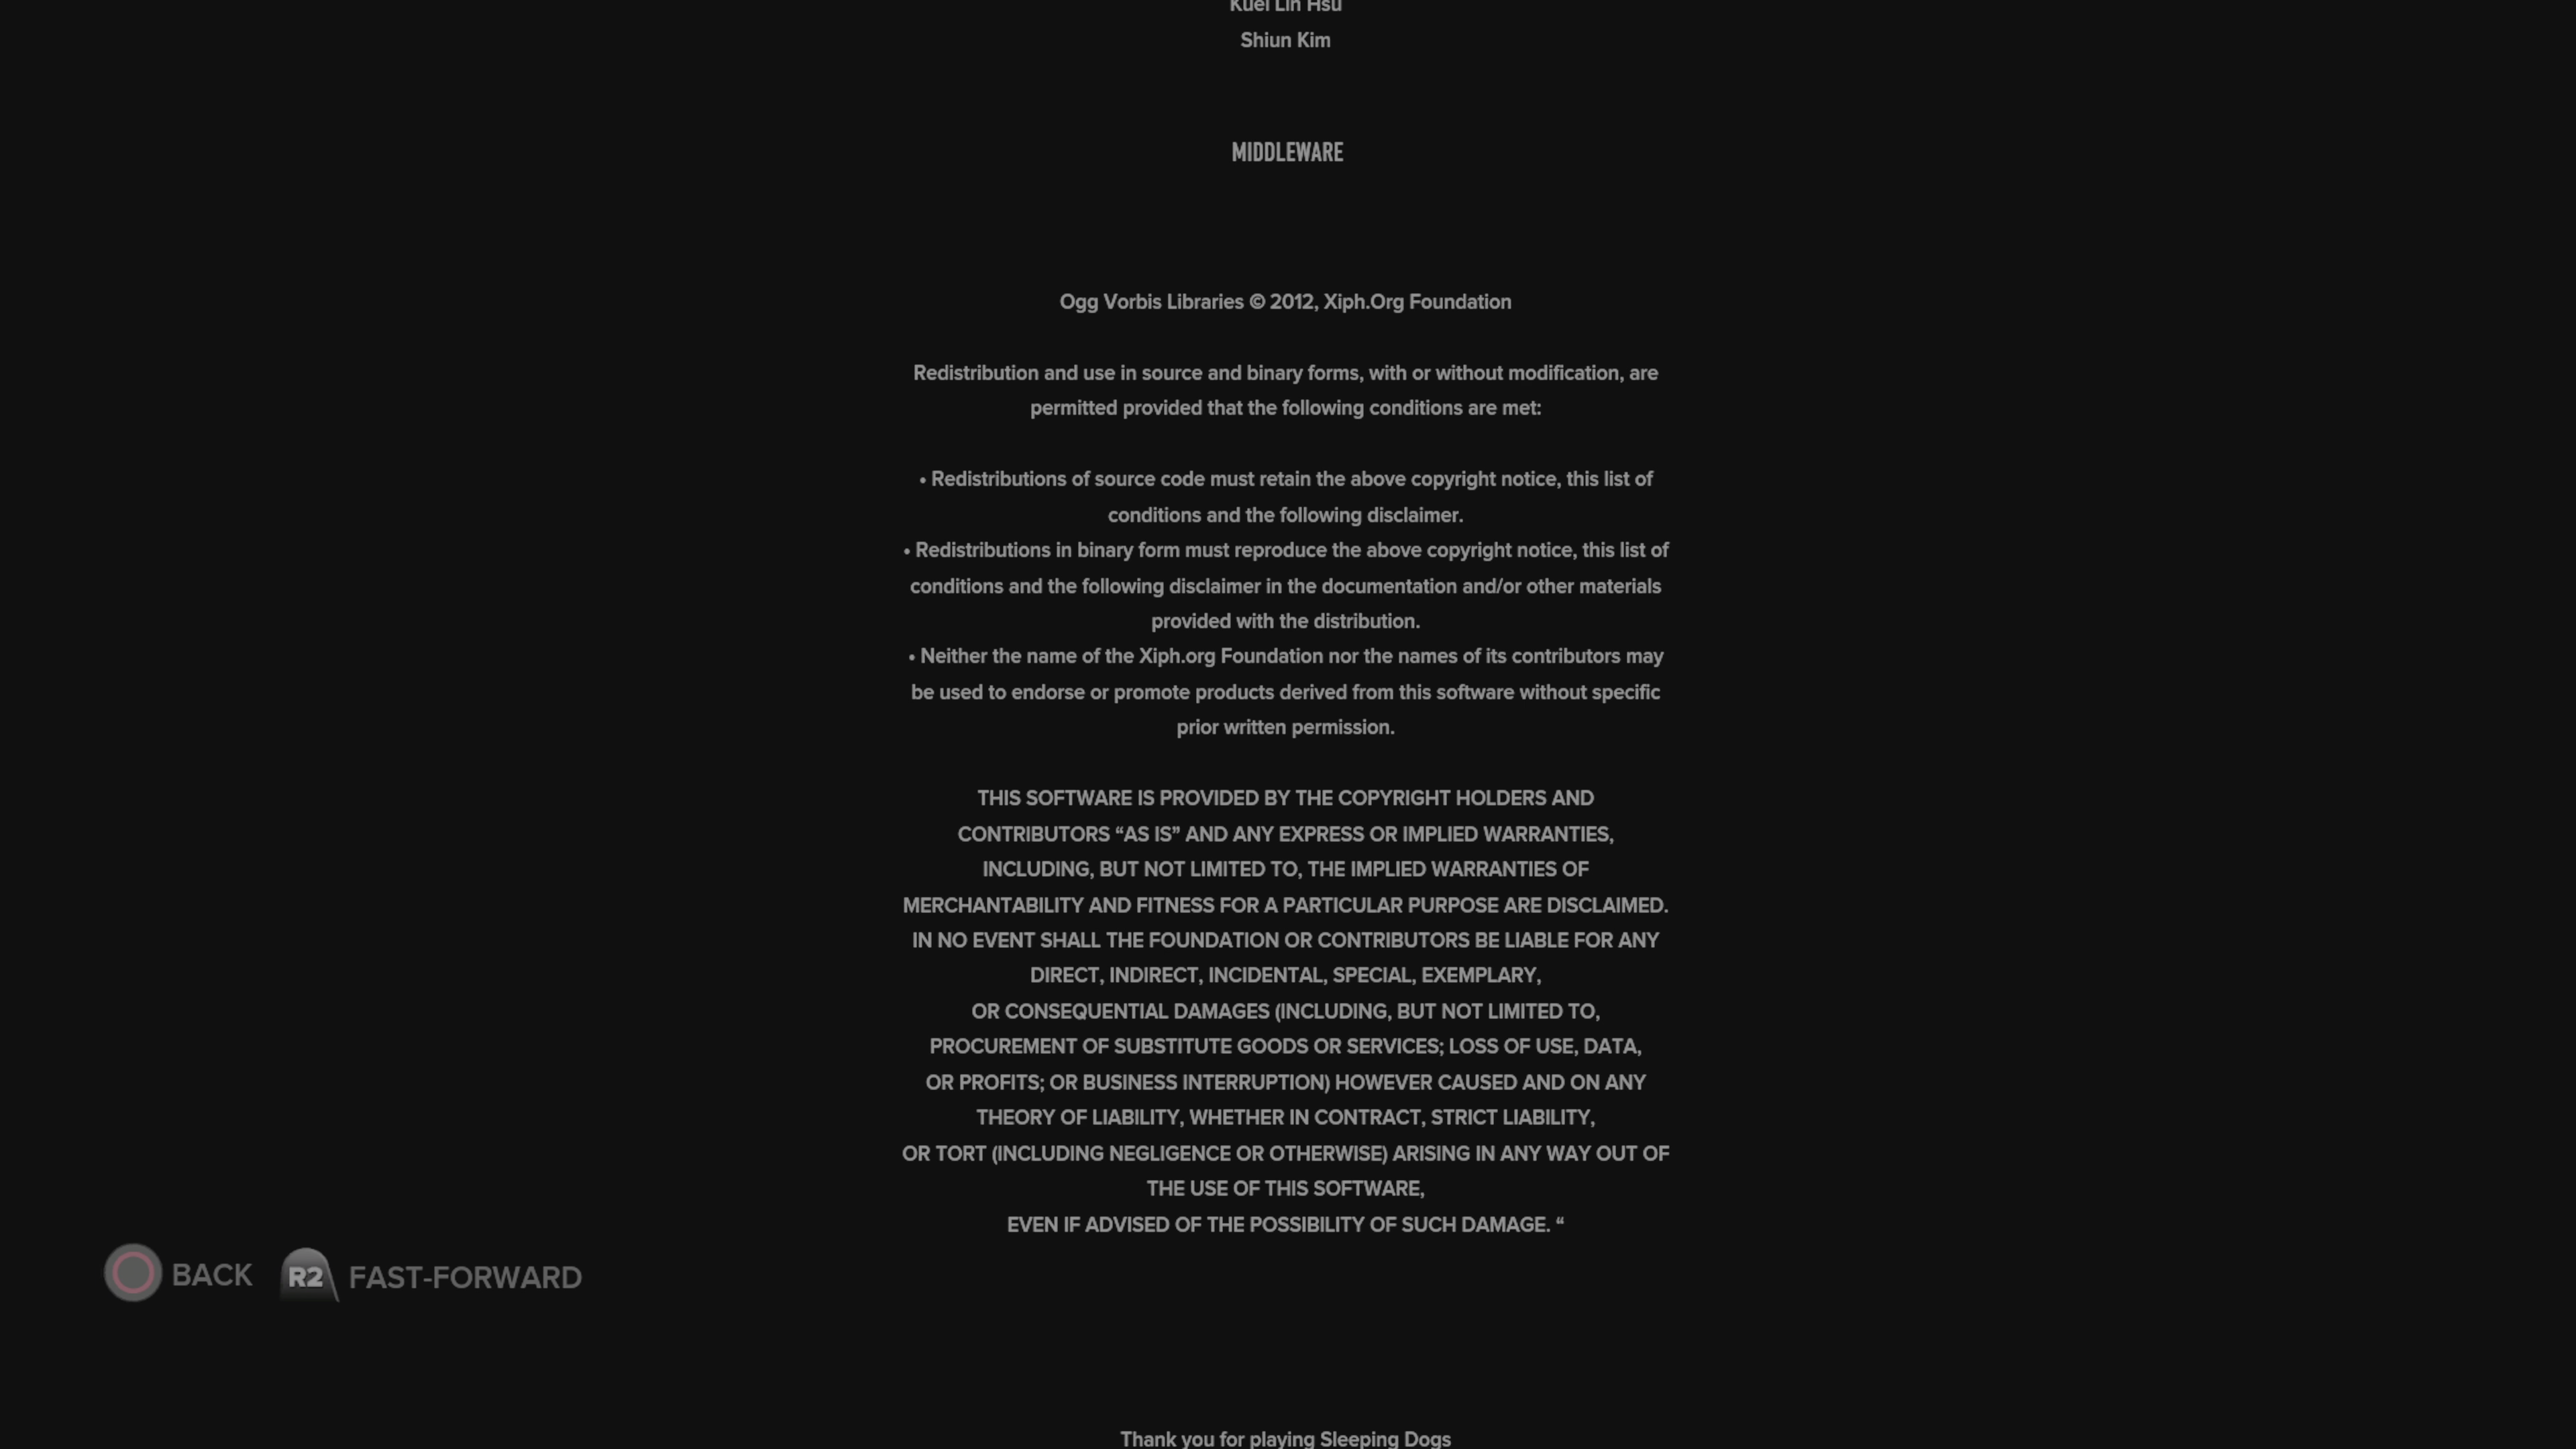 Kuei Lin Hsu
Shiun Kim
MIDDLEWARE
Ogg Vorbis Libraries © 2012, Xiph.Org Foundation
Redistribution and use in source and binary forms, with or without modification, are
permitted provided that the following conditions are met:
• Redistributions of source code must retain the above copyright notice, this list of
conditions and the following disclaimer.
• Redistributions in binary form must reproduce the above copyright notice, this list of
conditions and the following disclaimer in the documentation and/or other materials
provided with the distribution.
• Neither the name of the Xiph.org Foundation nor the names of its contributors may
be used to endorse or promote products derived from this software without specific
prior written permission.
THIS SOFTWARE IS PROVIDED BY THE COPYRIGHT HOLDERS AND
CONTRIBUTORS “AS IS” AND ANY EXPRESS OR IMPLIED WARRANTIES,
INCLUDING, BUT NOT LIMITED TO, THE IMPLIED WARRANTIES OF
MERCHANTABILITY AND FITNESS FOR A PARTICULAR PURPOSE ARE DISCLAIMED.
IN NO EVENT SHALL THE FOUNDATION OR CONTRIBUTORS BE LIABLE FOR ANY
DIRECT, INDIRECT, INCIDENTAL, SPECIAL, EXEMPLARY,
OR CONSEQUENTIAL DAMAGES (INCLUDING, BUT NOT LIMITED TO,
PROCUREMENT OF SUBSTITUTE GOODS OR SERVICES; LOSS OF USE, DATA,
OR PROFITS; OR BUSINESS INTERRUPTION) HOWEVER CAUSED AND ON ANY
THEORY OF LIABILITY, WHETHER IN CONTRACT, STRICT LIABILITY,
OR TORT (INCLUDING NEGLIGENCE OR OTHERWISE) ARISING IN ANY WAY OUT OF
THE USE OF THIS SOFTWARE,
EVEN IF ADVISED OF THE POSSIBILITY OF SUCH DAMAGE. “
BACK R2 FAST-FORWARD
Thank you for playing Sleeping Dogs